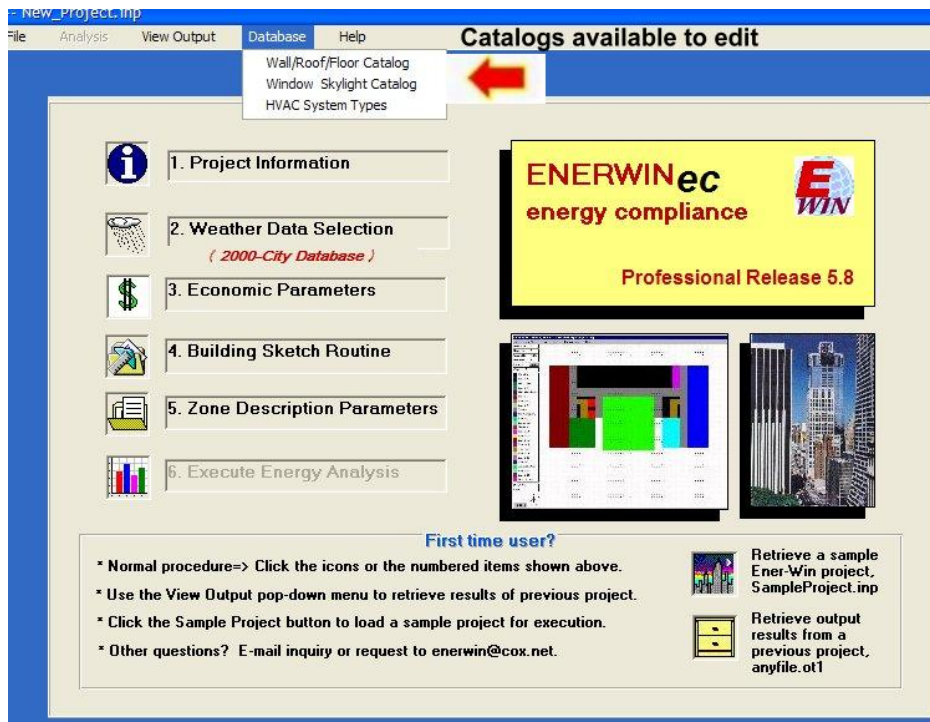 New_Project.inp
File Analysis View Output Database Help
Catalogs available to edit
Wall/Roof/Floor Catalog
Window Skylight Catalog
HVAC System Types
1. Project Information
2. Weather Data Selection
( 2000-City Database )
3. Economic Parameters
4. Building Sketch Routine
5. Zone Description Parameters
6. Execute Energy Analysis
ENERWINec
energy compliance
E
WIN
Professional Release 5.8
First time user?
* Normal procedure=> Click the icons or the numbered items shown above.
* Use the View Output pop-down menu to retrieve results of previous project.
* Click the Sample Project button to load a sample project for execution.
* Other questions? E-mail inquiry or request to enerwin@cox.net.
Retrieve a sample
Ener-Win project,
SampleProject.inp
Retrieve output
results from a
previous project,
anyfile.ot1